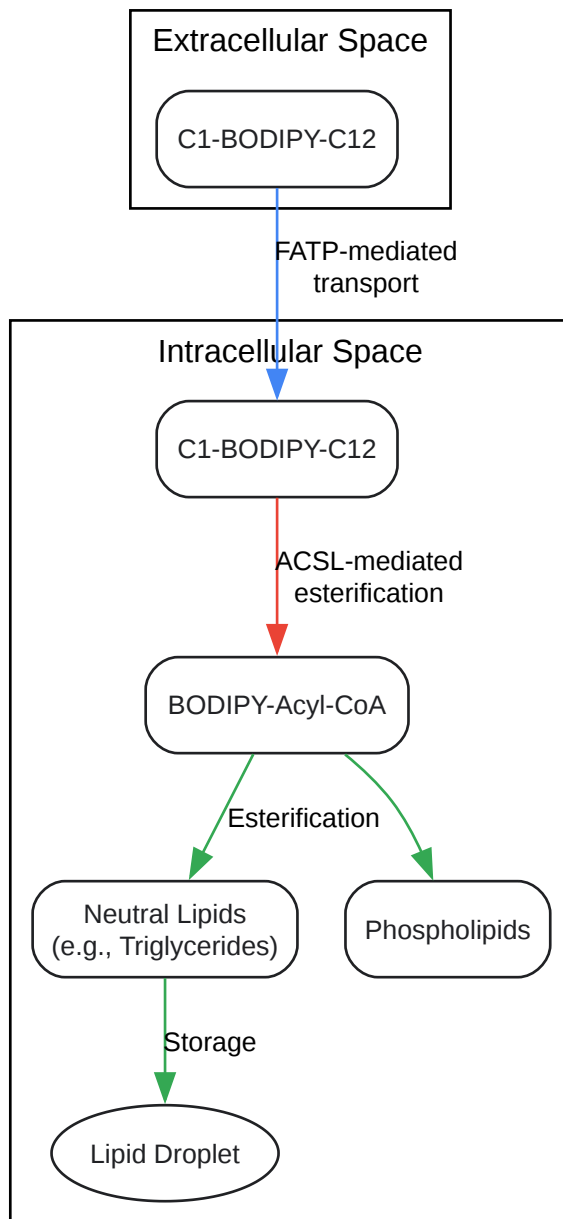 Extracellular Space
C1-BODIPY-C12
FATP-mediated
transport
Intracellular Space
C1-BODIPY-C12
ACSL-mediated
esterification
BODIPY-Acyl-CoA
Esterification
Neutral Lipids
(e.g., Triglycerides)
Phospholipids
Storage
Lipid Droplet